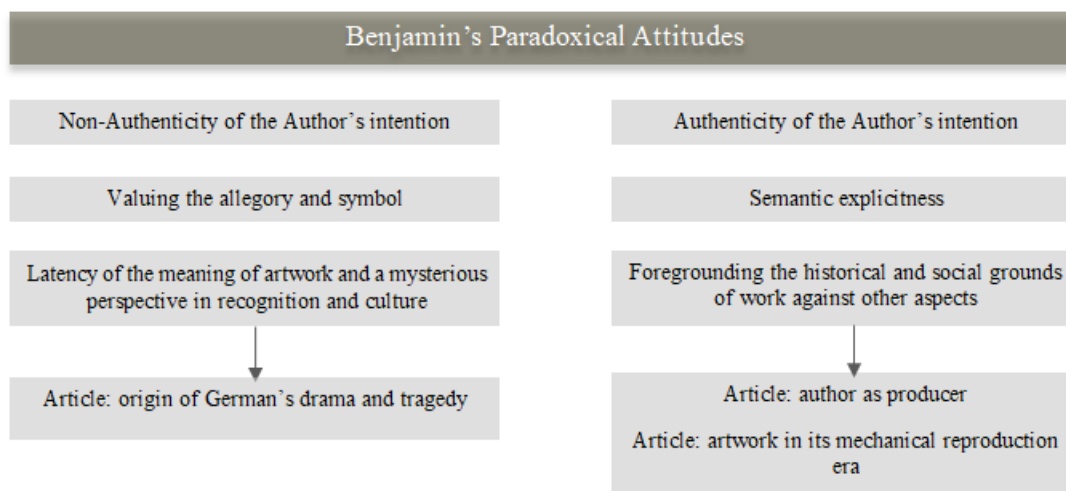 Benjamin's Paradoxical Attitudes
Non-Authenticity of the Author's intention
Valuing the allegory and symbol
Latency of the meaning of artwork and a mysterious
perspective in recognition and culture
Article: origin of German's drama and tragedy
Authenticity of the Author's intention
Semantic explicitness
Foregrounding the historical and social grounds
of work against other aspects
Article: author as producer
Article: artwork in its mechanical reproduction
era